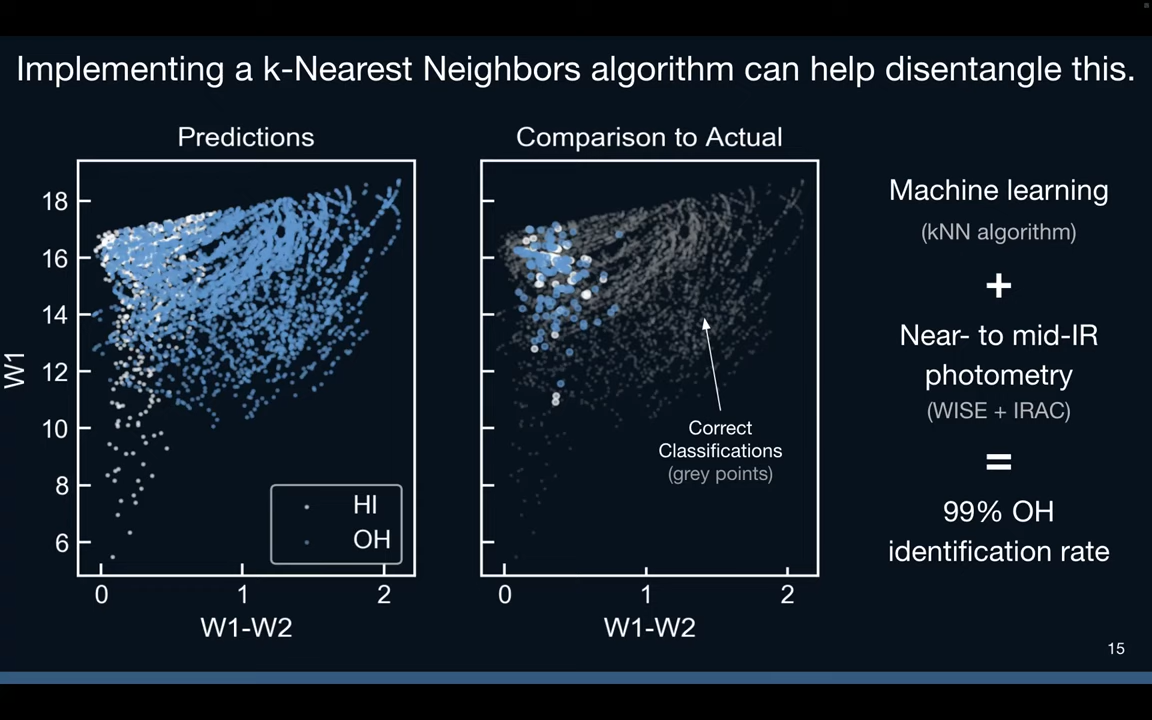 Implementing a k-Nearest Neighbors algorithm can help disentangle this.
Predictions
18
16
14
12
10
8
6
W1
HI
OH
0
1
2
W1-W2
Comparison to Actual
Correct
Classifications
(grey points)
0
1
2
W1-W2
Machine learning
(kNN algorithm)
+
Near- to mid-IR
photometry
(WISE + IRAC)
=
99% OH
identification rate
15